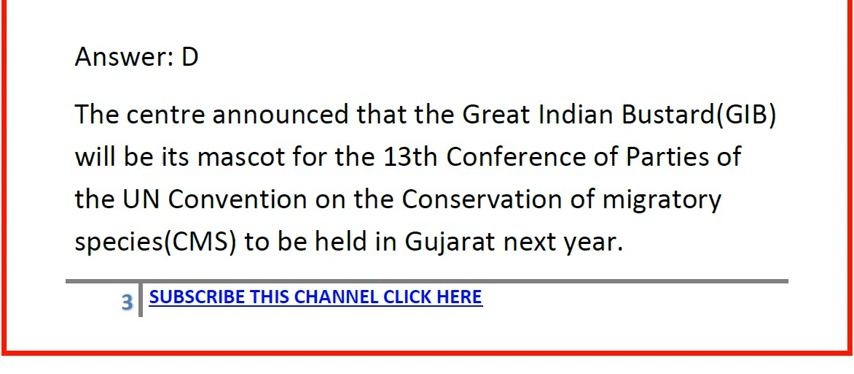 Answer: D
The centre announced that the Great Indian Bustard(GIB)
will be its mascot for the 13th Conference of Parties of
the UN Convention on the Conservation of migratory
species(CMS) to be held in Gujarat next year.
3 SUBSCRIBE THIS CHANNEL CLICK HERE